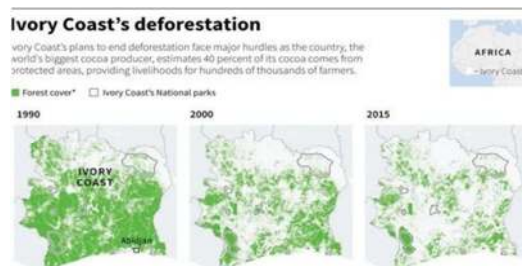 Ivory Coast's deforestation
Ivory Coast's plans to end deforestation face major hurdles as the country, the
world's biggest cocoa producer, estimates 40 percent of its cocoa comes from
protected areas, providing livelihoods for hundreds of thousands of farmers.
AFRICA
Ivory Coast
Forest cover* Ivory Coast's National parks
1990 2000 2015
IVORY
COAST
Abidjan